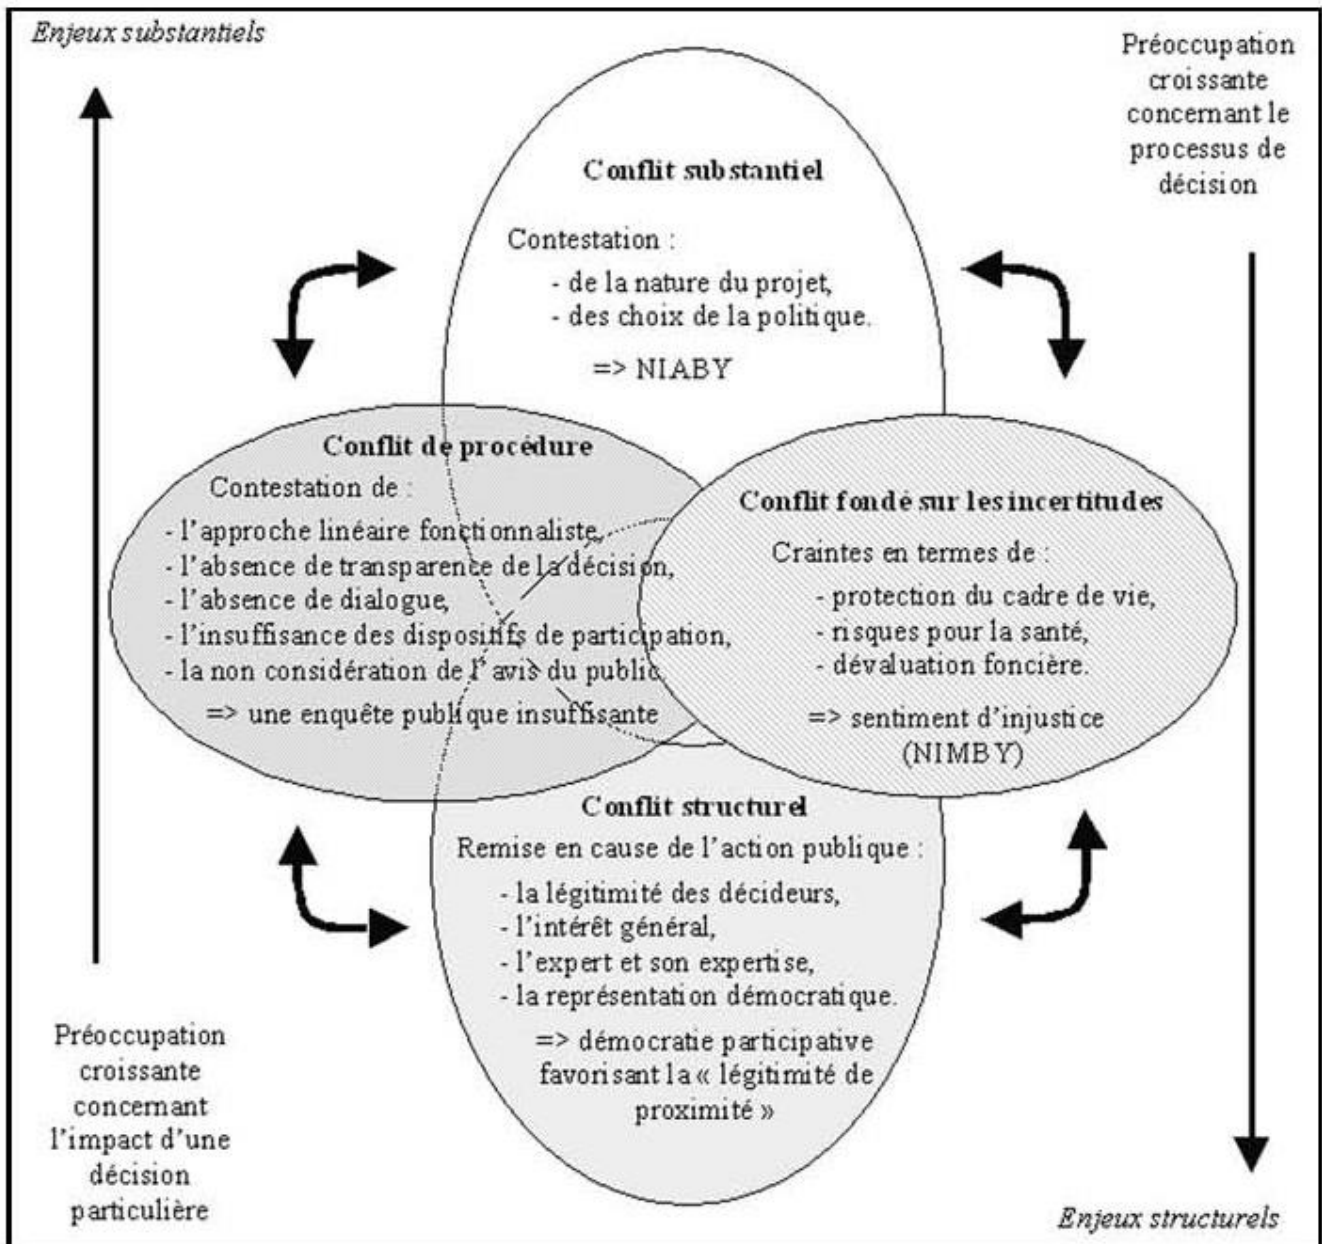 Enjeux substantiels
Préoccupation
croissante
concernant le
processus de
décision
Conflit substantiel
Contestation :
- de la nature du projet,
- des choix de la politique.
=> NIABY
Conflit de procédure
Contestation de :
- l'approche linéaire fonctionnaliste,
- l'absence de transparence de la décision,
- l'absence de dialogue,
- l'insuffisance des dispositifs de participation,
- la non considération de l'avis du public.
=> une enquête publique insuffisante
Conflit fondé sur les incertitudes
Craintes en termes de :
- protection du cadre de vie,
- risques pour la santé,
- dévaluation foncière.
=> sentiment d'injustice
(NIMBY)
Conflit structurel
Remise en cause de l'action publique :
- la légitimité des décideurs,
- l'intérêt général,
- l'expert et son expertise,
- la représentation démocratique.
=> démocratie participative
favorisant la « légitimité de
proximité »
Préoccupation
croissante
concernant
l'impact d'une
décision
particulière
Enjeux structurels